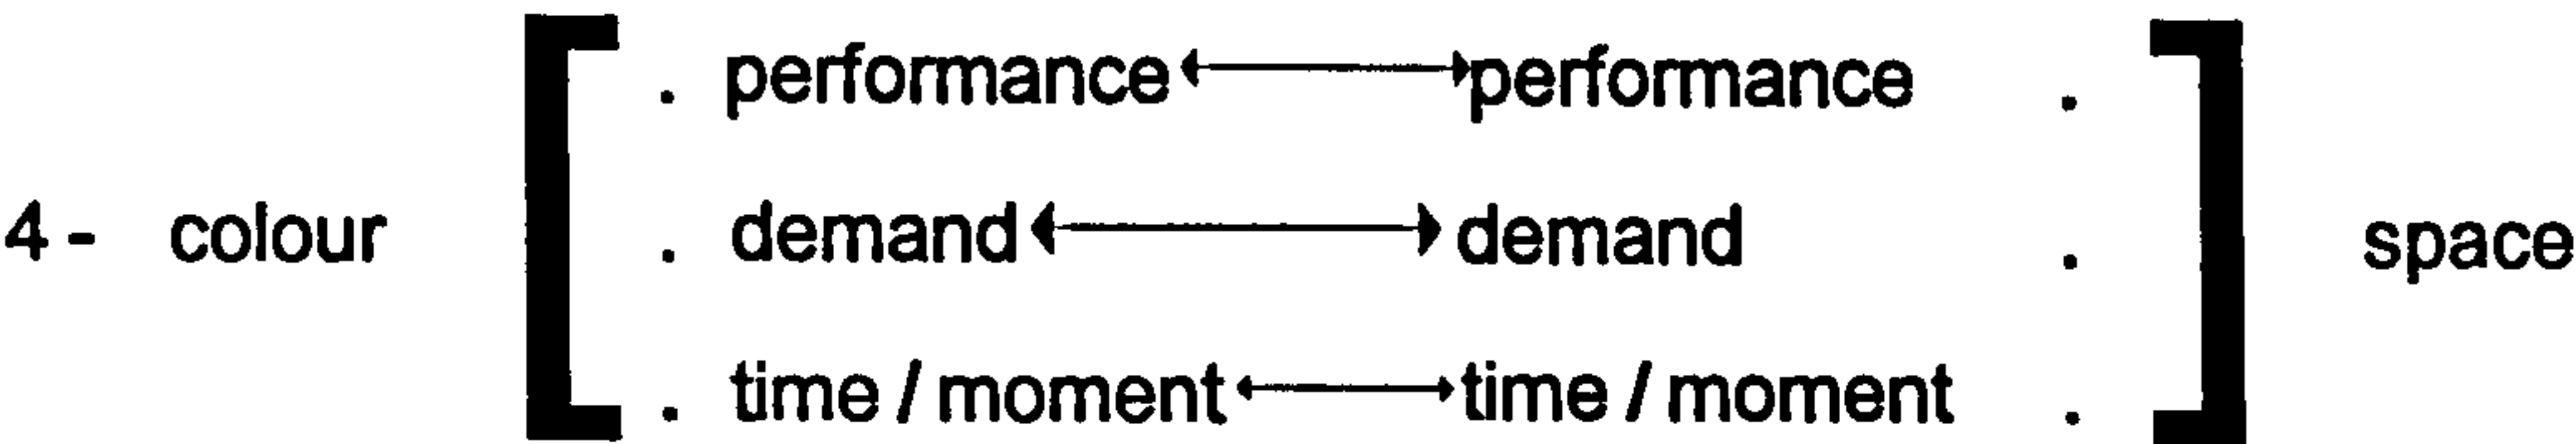 . performance ↔ performance .
4 - colour [ . demand ↔ demand . ] space
. time / moment ↔ time / moment .